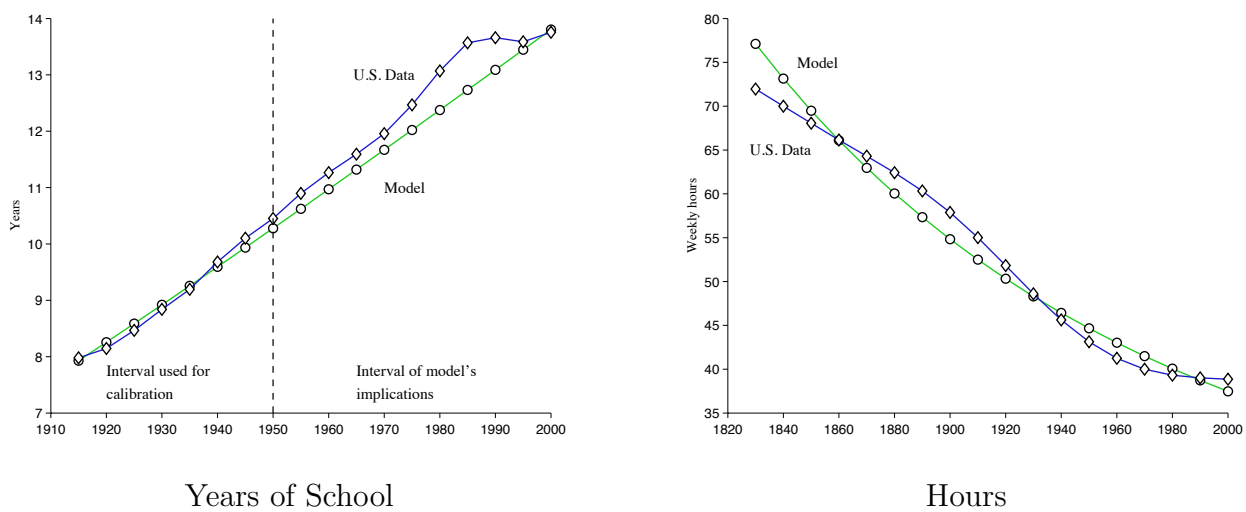 14
13
12
11
10
9
8
7
Years
U.S. Data
Model
Interval used for
calibration
Interval of model's
implications
1910 1920 1930 1940 1950 1960 1970 1980 1990 2000
Years of School
80
75
70
65
60
55
50
45
40
35
Weekly hours
Model
U.S. Data
1820 1840 1860 1880 1900 1920 1940 1960 1980 2000
Hours